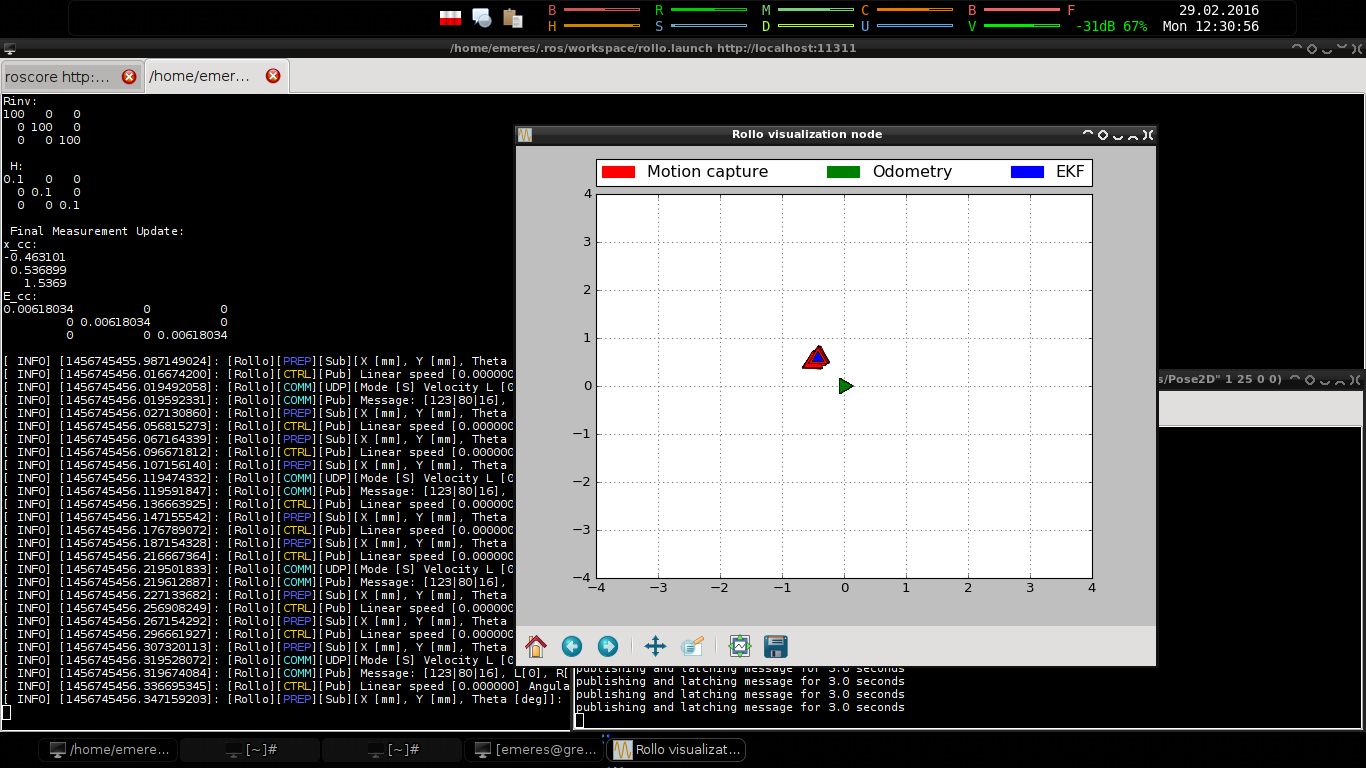 B R M C B F 29.02.2016
H S D U V -31dB 67% Mon 12:30:56
/home/emeres/.ros/workspace/rollo.launch http://localhost:11311
roscore http:... /home/emer...
Rinv:
100 0 0
0 100 0
0 0 100
H:
0.1 0 0
0 0.1 0
0 0 0.1
Final Measurement Update:
x_cc:
-0.463101
0.536899
1.5369
E_cc:
0.00618034 0 0
0 0.00618034 0
0 0 0.00618034
[ INFO] [1456745455.987149024]: [Rollo][PREP][Sub][X [mm], Y [mm], Theta
[ INFO] [1456745456.016674200]: [Rollo][CTRL][Pub] Linear speed [0.000000
[ INFO] [1456745456.019492058]: [Rollo][COMM][UDP][Mode [S] Velocity L [0
[ INFO] [1456745456.019592331]: [Rollo][COMM][Pub] Message: [123|80|16],
[ INFO] [1456745456.027130860]: [Rollo][PREP][Sub][X [mm], Y [mm], Theta
[ INFO] [1456745456.056815273]: [Rollo][CTRL][Pub] Linear speed [0.000000
[ INFO] [1456745456.067164339]: [Rollo][PREP][Sub][X [mm], Y [mm], Theta
[ INFO] [1456745456.096671812]: [Rollo][CTRL][Pub] Linear speed [0.000000
[ INFO] [1456745456.107156140]: [Rollo][PREP][Sub][X [mm], Y [mm], Theta
[ INFO] [1456745456.119474332]: [Rollo][COMM][UDP][Mode [S] Velocity L [0
[ INFO] [1456745456.119591847]: [Rollo][COMM][Pub] Message: [123|80|16],
[ INFO] [1456745456.136663925]: [Rollo][CTRL][Pub] Linear speed [0.000000
[ INFO] [1456745456.147155542]: [Rollo][PREP][Sub][X [mm], Y [mm], Theta
[ INFO] [1456745456.176789072]: [Rollo][CTRL][Pub] Linear speed [0.000000
[ INFO] [1456745456.187154328]: [Rollo][PREP][Sub][X [mm], Y [mm], Theta
[ INFO] [1456745456.216667364]: [Rollo][CTRL][Pub] Linear speed [0.000000
[ INFO] [1456745456.219501833]: [Rollo][COMM][UDP][Mode [S] Velocity L [0
[ INFO] [1456745456.219612887]: [Rollo][COMM][Pub] Message: [123|80|16],
[ INFO] [1456745456.227133682]: [Rollo][PREP][Sub][X [mm], Y [mm], Theta
[ INFO] [1456745456.256908249]: [Rollo][CTRL][Pub] Linear speed [0.000000
[ INFO] [1456745456.267154292]: [Rollo][PREP][Sub][X [mm], Y [mm], Theta
[ INFO] [1456745456.296661927]: [Rollo][CTRL][Pub] Linear speed [0.000000
[ INFO] [1456745456.307320113]: [Rollo][PREP][Sub][X [mm], Y [mm], Theta
[ INFO] [1456745456.319528072]: [Rollo][COMM][UDP][Mode [S] Velocity L [0
[ INFO] [1456745456.319674084]: [Rollo][COMM][Pub] Message: [123|80|16], L[0], R[
[ INFO] [1456745456.336695345]: [Rollo][CTRL][Pub] Linear speed [0.000000] Angula
[ INFO] [1456745456.347159203]: [Rollo][PREP][Sub][X [mm], Y [mm], Theta [deg]]:
Rollo visualization node
Motion capture Odometry EKF
4
3
2
1
0
−1
−2
−3
−4
−4 −3 −2 −1 0 1 2 3 4
s/Pose2D" 1 25 0 0)
publishing and latching message for 3.0 seconds
publishing and latching message for 3.0 seconds
publishing and latching message for 3.0 seconds
publishing and latching message for 3.0 seconds
/home/emere... [~]# [~]# [emeres@gre... Rollo visualizat...